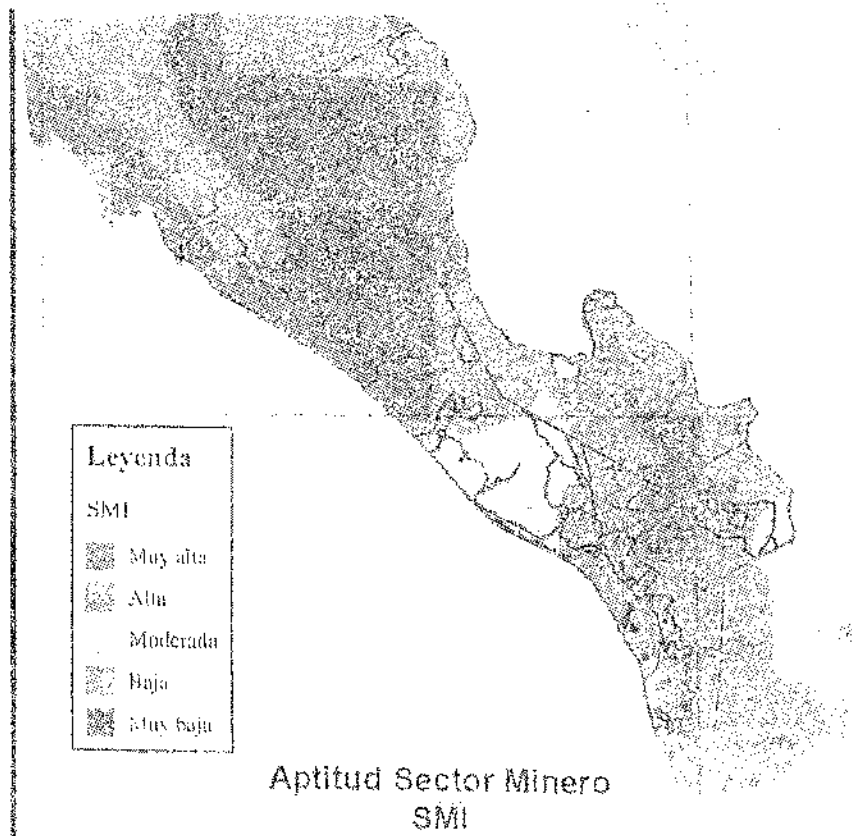 Leyenda
SMI
Muy alta
Alta
Moderada
Baja
Muy baja
Aptitud Sector Minero
SMI